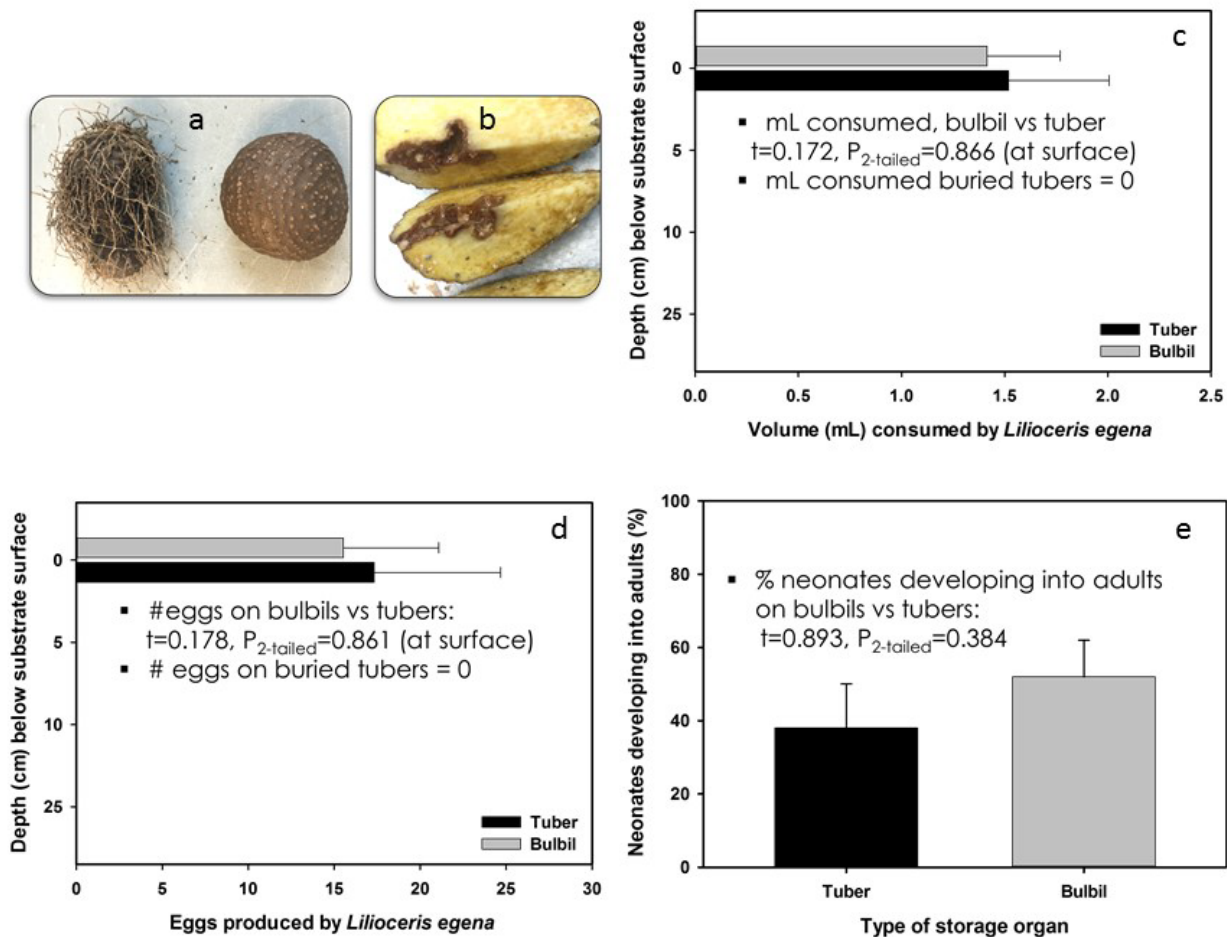 a
b
c
Depth (cm) below substrate surface
0
5
10
25
▪ mL consumed, bulbil vs tuber
t=0.172, P2-tailed=0.866 (at surface)
▪ mL consumed buried tubers = 0
Tuber
Bulbil
0.0 0.5 1.0 1.5 2.0 2.5
Volume (mL) consumed by Lilioceris egena
d
Depth (cm) below substrate surface
0
5
10
25
▪ #eggs on bulbils vs tubers:
t=0.178, P2-tailed=0.861 (at surface)
▪ # eggs on buried tubers = 0
Tuber
Bulbil
0 5 10 15 20 25 30
Eggs produced by Lilioceris egena
e
Neonates developing into adults (%)
100
80
60
40
20
0
▪ % neonates developing into adults
on bulbils vs tubers:
t=0.893, P2-tailed=0.384
Tuber Bulbil
Type of storage organ